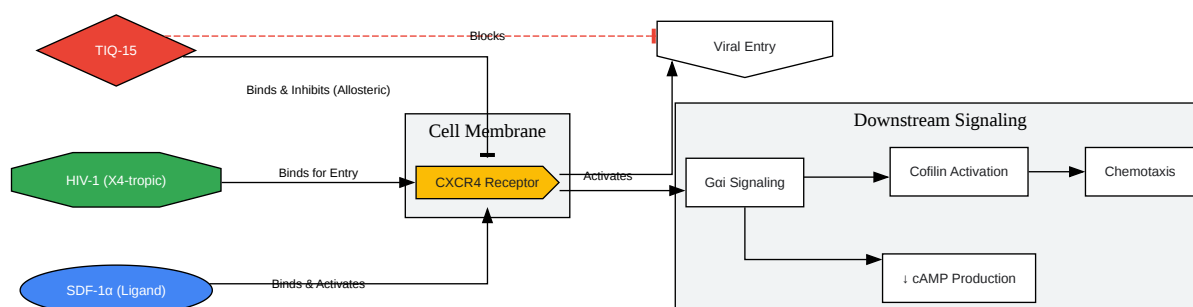 TIQ-15
Blocks
Viral Entry
Binds & Inhibits (Allosteric)
Cell Membrane
Downstream Signaling
HIV-1 (X4-tropic)
Binds for Entry
CXCR4 Receptor
Activates
Gαi Signaling
Cofilin Activation
Chemotaxis
SDF-1α (Ligand)
Binds & Activates
↓ cAMP Production